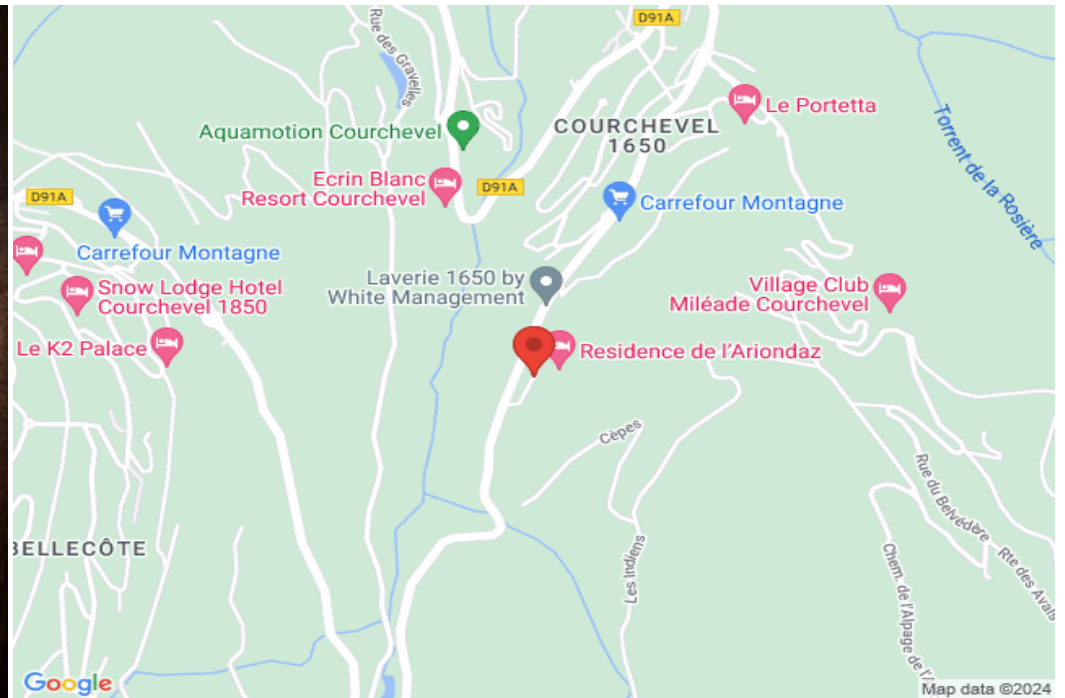 D91A
Rue des Gravelles
Le Portetta
Aquamotion Courchevel
COURCHEVEL
1650
Torrent de la Rosière
Ecrin Blanc
Resort Courchevel
D91A
D91A
Carrefour Montagne
Carrefour Montagne
Laverie 1650 by
White Management
Village Club
Miléade Courchevel
Snow Lodge Hotel
Courchevel 1850
Le K2 Palace
Residence de l'Ariondaz
Cèpes
Rue du Belvédère
Rte des Avals
BELLECÔTE
Les Indiens
Chem. de l'Alpage de l'
Google
Map data ©2024